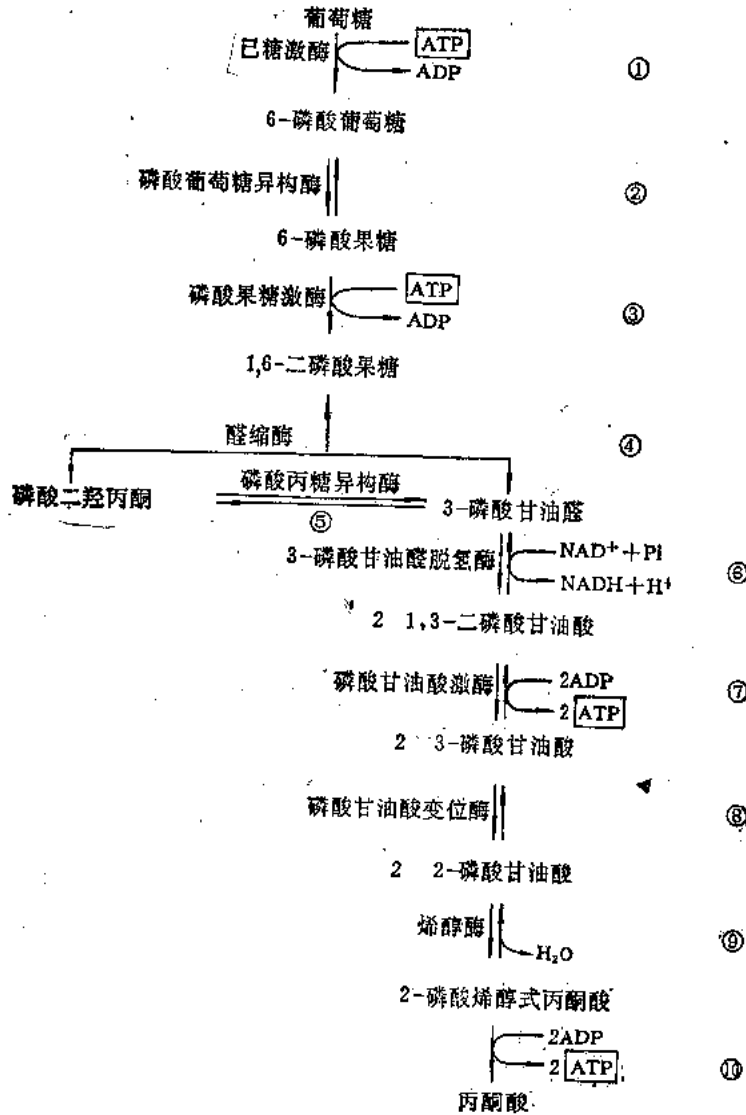 葡萄糖
已糖激酶
ATP
ADP
①
6-磷酸葡萄糖
磷酸葡萄糖异构酶
②
6-磷酸果糖
磷酸果糖激酶
ATP
ADP
③
1,6-二磷酸果糖
醛缩酶
④
磷酸二羟丙酮
磷酸丙糖异构酶
⑤
3-磷酸甘油醛
3-磷酸甘油醛脱氢酶
NAD⁺+Pi
NADH+H⁺
⑥
2 1,3-二磷酸甘油酸
磷酸甘油酸激酶
2ADP
2 ATP
⑦
2 3-磷酸甘油酸
磷酸甘油酸变位酶
⑧
2 2-磷酸甘油酸
烯醇酶
H₂O
⑨
2-磷酸烯醇式丙酮酸
2ADP
2 ATP
⑩
丙酮酸